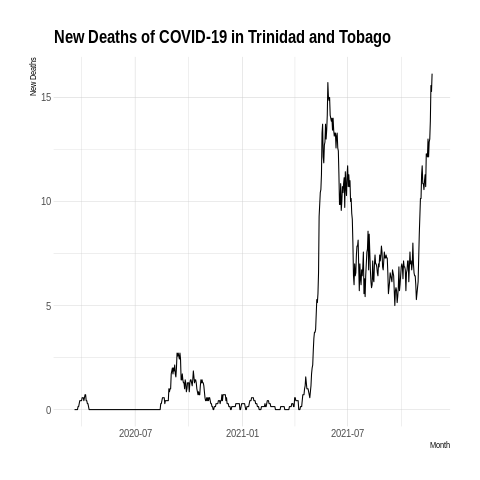 New Deaths of COVID-19 in Trinidad and Tobago
New Deaths
15
10
5
0
2020-07
2021-01
2021-07
Month